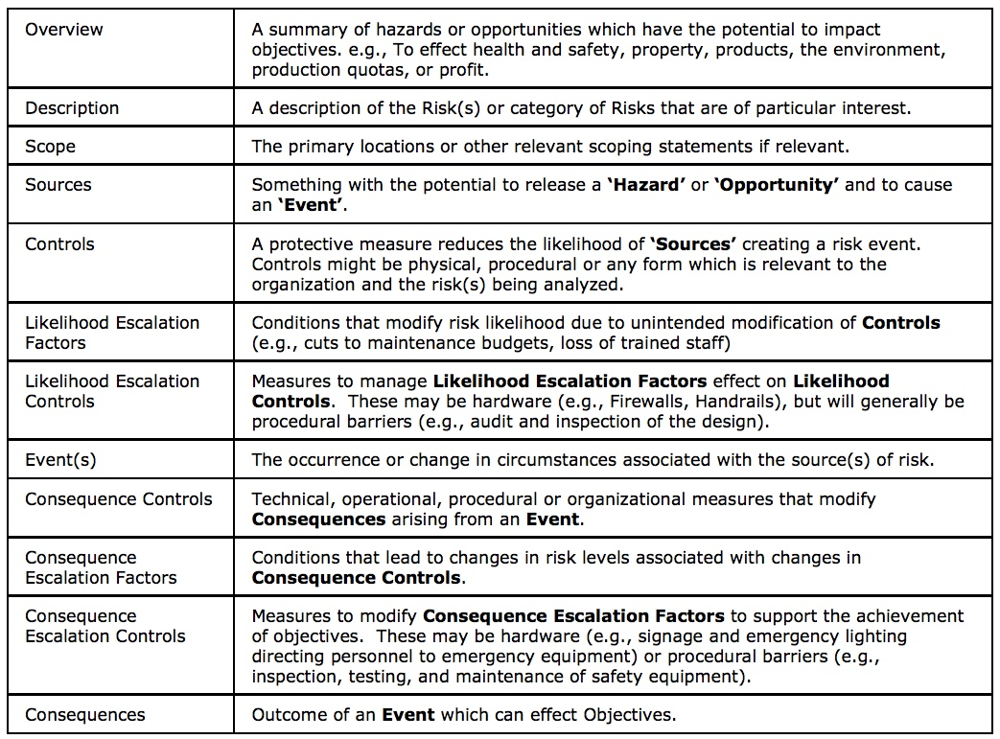 Overview
A summary of hazards or opportunities which have the potential to impact
objectives. e.g., To effect health and safety, property, products, the environment,
production quotas, or profit.
Description
A description of the Risk(s) or category of Risks that are of particular interest.
Scope
The primary locations or other relevant scoping statements if relevant.
Sources
Something with the potential to release a ‘Hazard’ or ‘Opportunity’ and to cause
an ‘Event’.
Controls
A protective measure reduces the likelihood of ‘Sources’ creating a risk event.
Controls might be physical, procedural or any form which is relevant to the
organization and the risk(s) being analyzed.
Likelihood Escalation
Factors
Conditions that modify risk likelihood due to unintended modification of Controls
(e.g., cuts to maintenance budgets, loss of trained staff)
Likelihood Escalation
Controls
Measures to manage Likelihood Escalation Factors effect on Likelihood
Controls.  These may be hardware (e.g., Firewalls, Handrails), but will generally be
procedural barriers (e.g., audit and inspection of the design).
Event(s)
The occurrence or change in circumstances associated with the source(s) of risk.
Consequence Controls
Technical, operational, procedural or organizational measures that modify
Consequences arising from an Event.
Consequence
Escalation Factors
Conditions that lead to changes in risk levels associated with changes in
Consequence Controls.
Consequence
Escalation Controls
Measures to modify Consequence Escalation Factors to support the achievement
of objectives.  These may be hardware (e.g., signage and emergency lighting
directing personnel to emergency equipment) or procedural barriers (e.g.,
inspection, testing, and maintenance of safety equipment).
Consequences
Outcome of an Event which can effect Objectives.